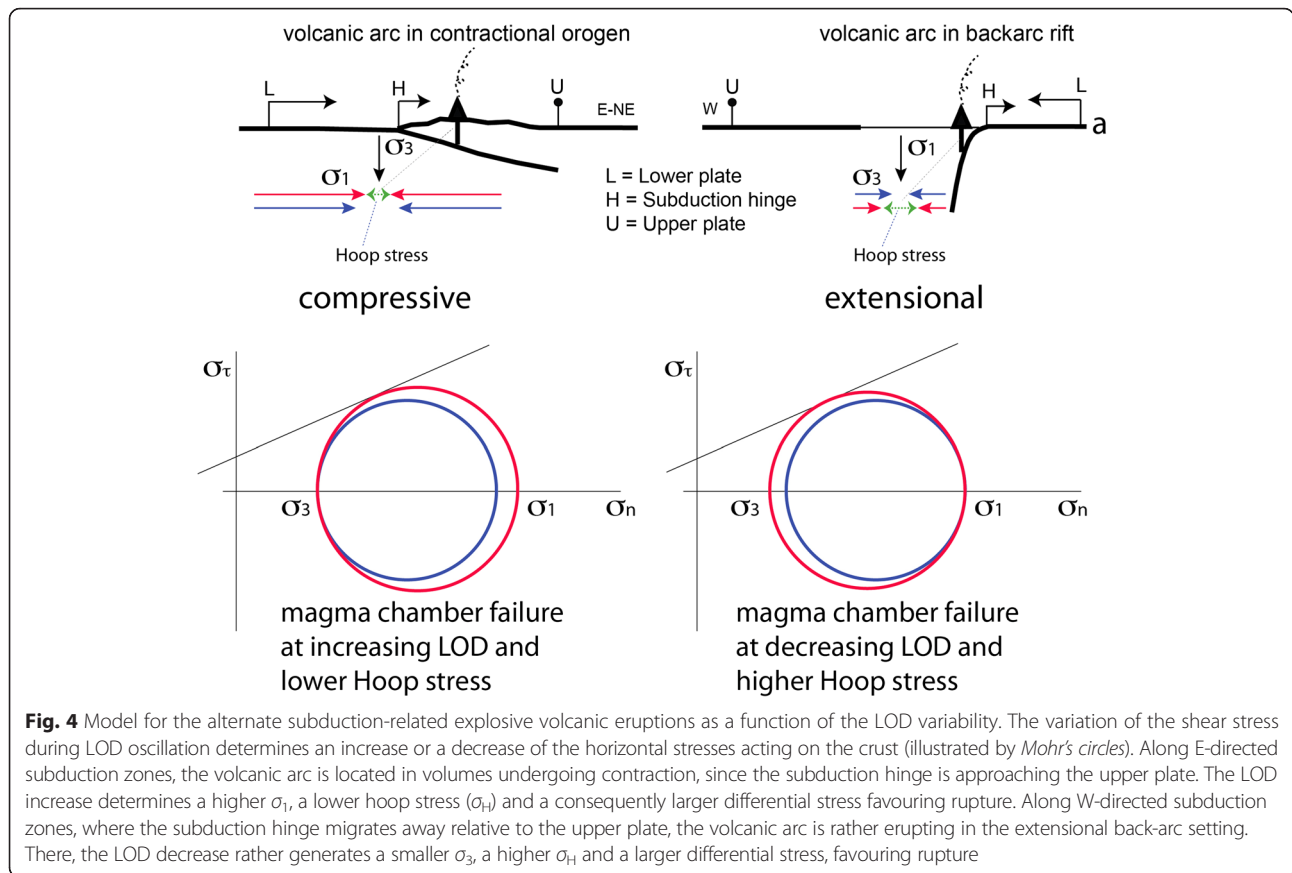 volcanic arc in contractional orogen
volcanic arc in backarc rift
L
H
U
E-NE
W
U
H
L
a
σ3
σ1
L = Lower plate
H = Subduction hinge
U = Upper plate
σ1
σ3
Hoop stress
Hoop stress
compressive
extensional
στ
σ3
σ1
σn
στ
σ3
σ1
σn
magma chamber failure
at increasing LOD and
lower Hoop stress
magma chamber failure
at decreasing LOD and
higher Hoop stress
Fig. 4 Model for the alternate subduction-related explosive volcanic eruptions as a function of the LOD variability. The variation of the shear stress
during LOD oscillation determines an increase or a decrease of the horizontal stresses acting on the crust (illustrated by Mohr's circles). Along E-directed
subduction zones, the volcanic arc is located in volumes undergoing contraction, since the subduction hinge is approaching the upper plate. The LOD
increase determines a higher σ1, a lower hoop stress (σH) and a consequently larger differential stress favouring rupture. Along W-directed subduction
zones, where the subduction hinge migrates away relative to the upper plate, the volcanic arc is rather erupting in the extensional back-arc setting.
There, the LOD decrease rather generates a smaller σ3, a higher σH and a larger differential stress, favouring rupture